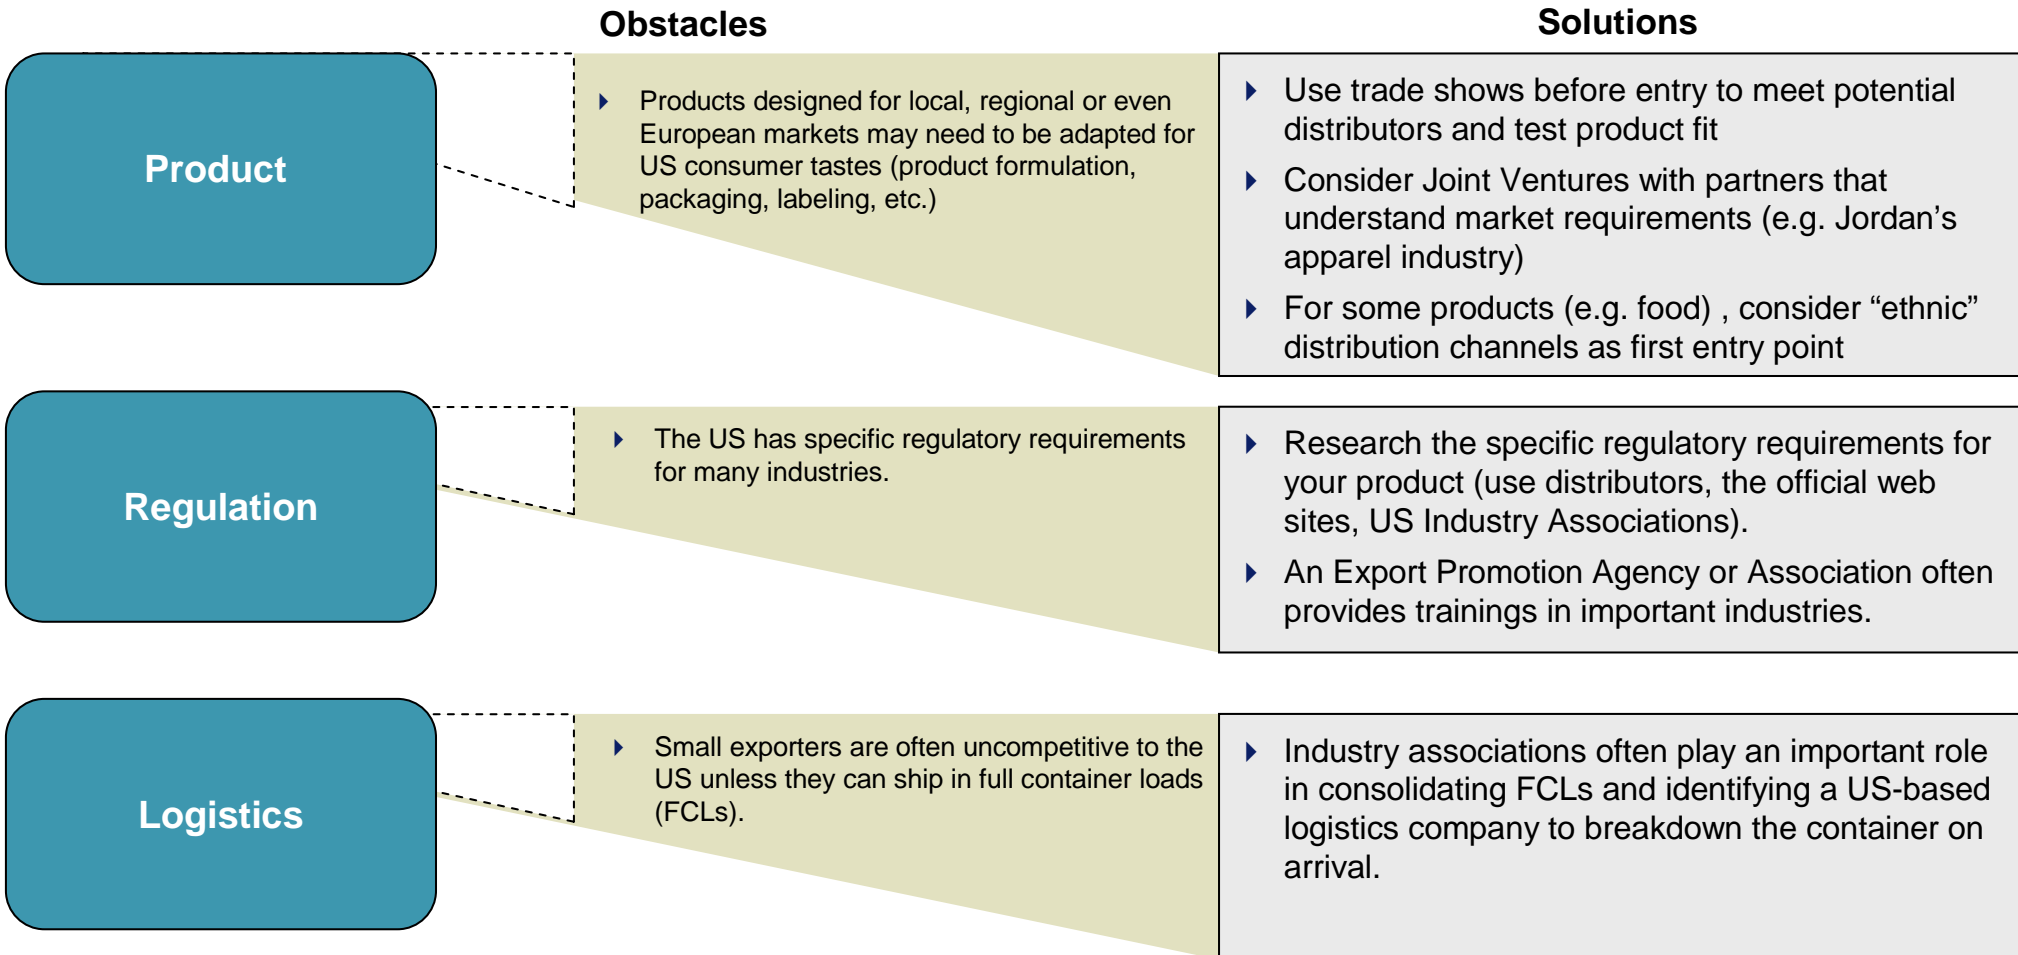 Obstacles
Solutions
Product
Products designed for local, regional or even
European markets may need to be adapted for
US consumer tastes (product formulation,
packaging, labeling, etc.)
Use trade shows before entry to meet potential
distributors and test product fit
Consider Joint Ventures with partners that
understand market requirements (e.g. Jordan’s
apparel industry)
For some products (e.g. food) , consider “ethnic”
distribution channels as first entry point
Regulation
The US has specific regulatory requirements
for many industries.
Research the specific regulatory requirements for
your product (use distributors, the official web
sites, US Industry Associations).
An Export Promotion Agency or Association often
provides trainings in important industries.
Logistics
Small exporters are often uncompetitive to the
US unless they can ship in full container loads
(FCLs).
Industry associations often play an important role
in consolidating FCLs and identifying a US-based
logistics company to breakdown the container on
arrival.